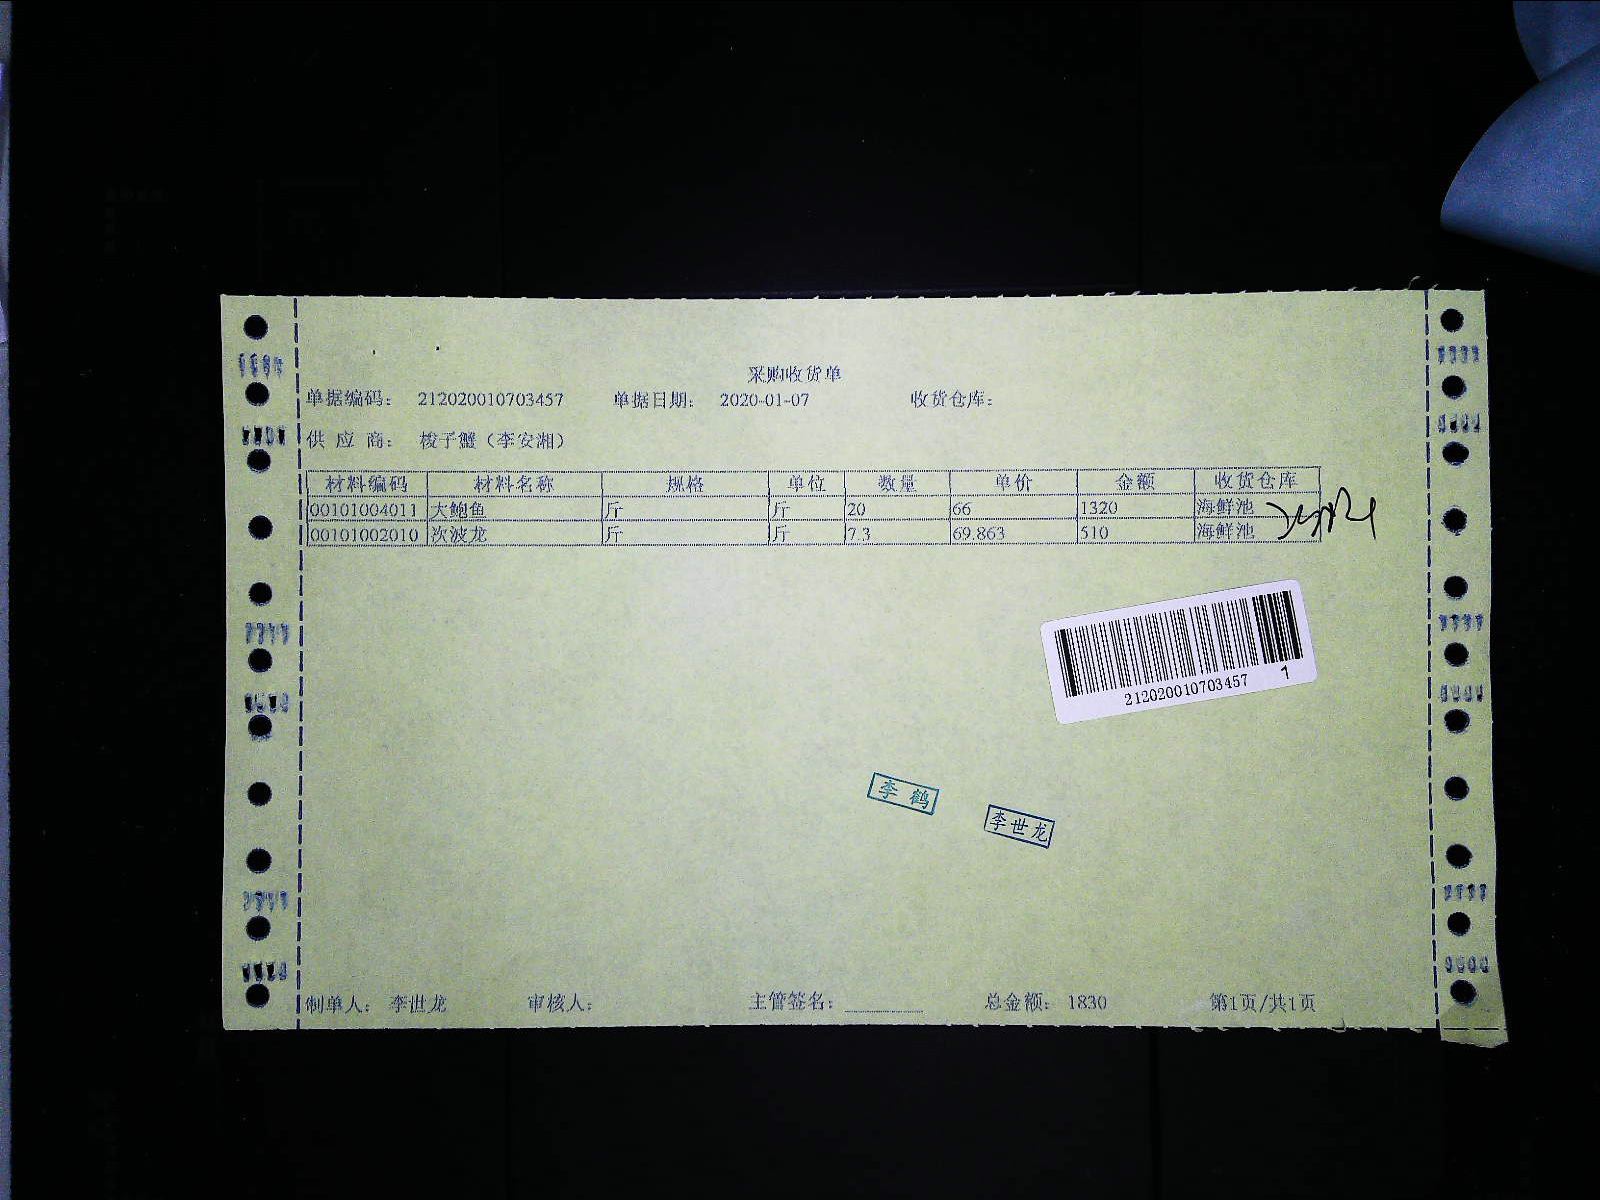 采购收货单
单据编码: 212020010703457 单据日期: 2020-01-07 收货仓库:
供应商: 梭子蟹（李安湘）
材料编码 材料名称 规格 单位 数量 单价 金额 收货仓库
00101004011 大鲍鱼 斤 斤 20 66 1320 海鲜池
00101002010 次波龙 斤 斤 7.3 69.863 510 海鲜池
212020010703457 1
李鹤
李世龙
制单人: 李世龙 审核人: 主管签名: 总金额: 1830 第1页/共1页